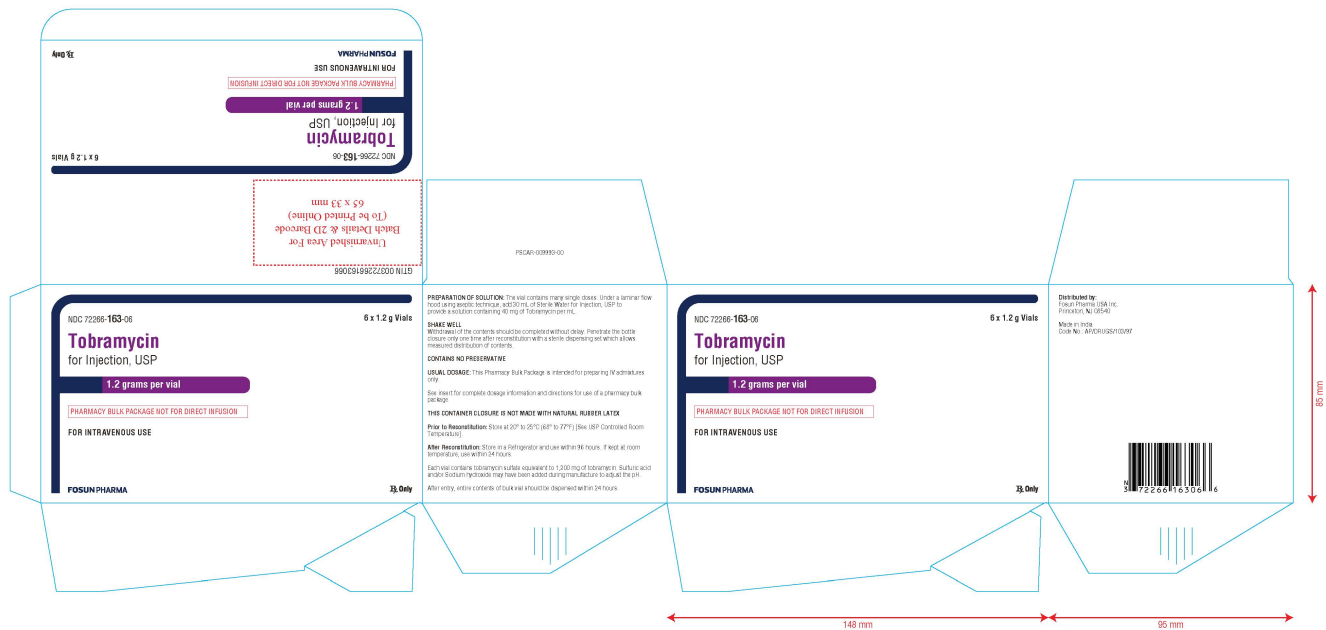 ℞ Only
FOSUN PHARMA
FOR INTRAVENOUS USE
PHARMACY BULK PACKAGE NOT FOR DIRECT INFUSION
1.2 grams per vial
for Injection, USP
Tobramycin
6 x 1.2 g Vials
NDC 72266-163-06
65 x 33 mm
(To be Printed Online)
Batch Details & 2D Barcode
Unvarnished Area For
GTIN 00372266163066
PSCAR-009990-00
NDC 72266-163-06
6 x 1.2 g Vials
Tobramycin
for Injection, USP
1.2 grams per vial
PHARMACY BULK PACKAGE NOT FOR DIRECT INFUSION
FOR INTRAVENOUS USE
FOSUN PHARMA
℞ Only
PREPARATION OF SOLUTION: The vial contains many single doses. Under a laminar flow
hood using aseptic technique, add 30 mL of Sterile Water for Injection, USP to
provide a solution containing 40 mg of Tobramycin per mL.
SHAKE WELL
Withdrawal of the contents should be completed without delay. Penetrate the bottle
closure only one time after reconstitution with a sterile dispensing set which allows
measured distribution of contents.
CONTAINS NO PRESERVATIVE
USUAL DOSAGE: This Pharmacy Bulk Package is intended for preparing IV admixtures
only.
See insert for complete dosage information and directions for use of a pharmacy bulk
package.
THIS CONTAINER CLOSURE IS NOT MADE WITH NATURAL RUBBER LATEX
Prior to Reconstitution: Store at 20° to 25°C (68° to 77°F) [See USP Controlled Room
Temperature].
After Reconstitution: Store in a Refrigerator and use within 96 hours. If kept at room
temperature, use within 24 hours.
Each vial contains tobramycin sulfate equivalent to 1,200 mg of tobramycin. Sulfuric acid
and/or Sodium hydroxide may have been added during manufacture to adjust the pH.
After entry, entire contents of bulk vial should be dispensed within 24 hours.
NDC 72266-163-06
6 x 1.2 g Vials
Tobramycin
for Injection, USP
1.2 grams per vial
PHARMACY BULK PACKAGE NOT FOR DIRECT INFUSION
FOR INTRAVENOUS USE
FOSUN PHARMA
℞ Only
Distributed by:
Fosun Pharma USA Inc.
Princeton, NJ 08540
Made in India
Code No.: AP/DRUGS/103/97
N
3 72266 16306 6
85 mm
148 mm
95 mm